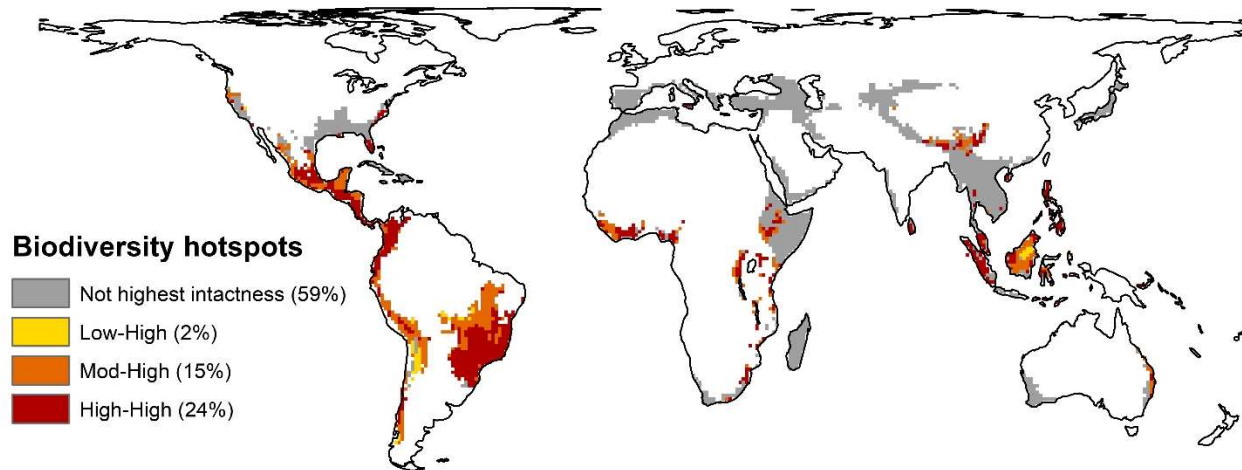 Biodiversity hotspots
Not highest intactness (59%)
Low-High (2%)
Mod-High (15%)
High-High (24%)